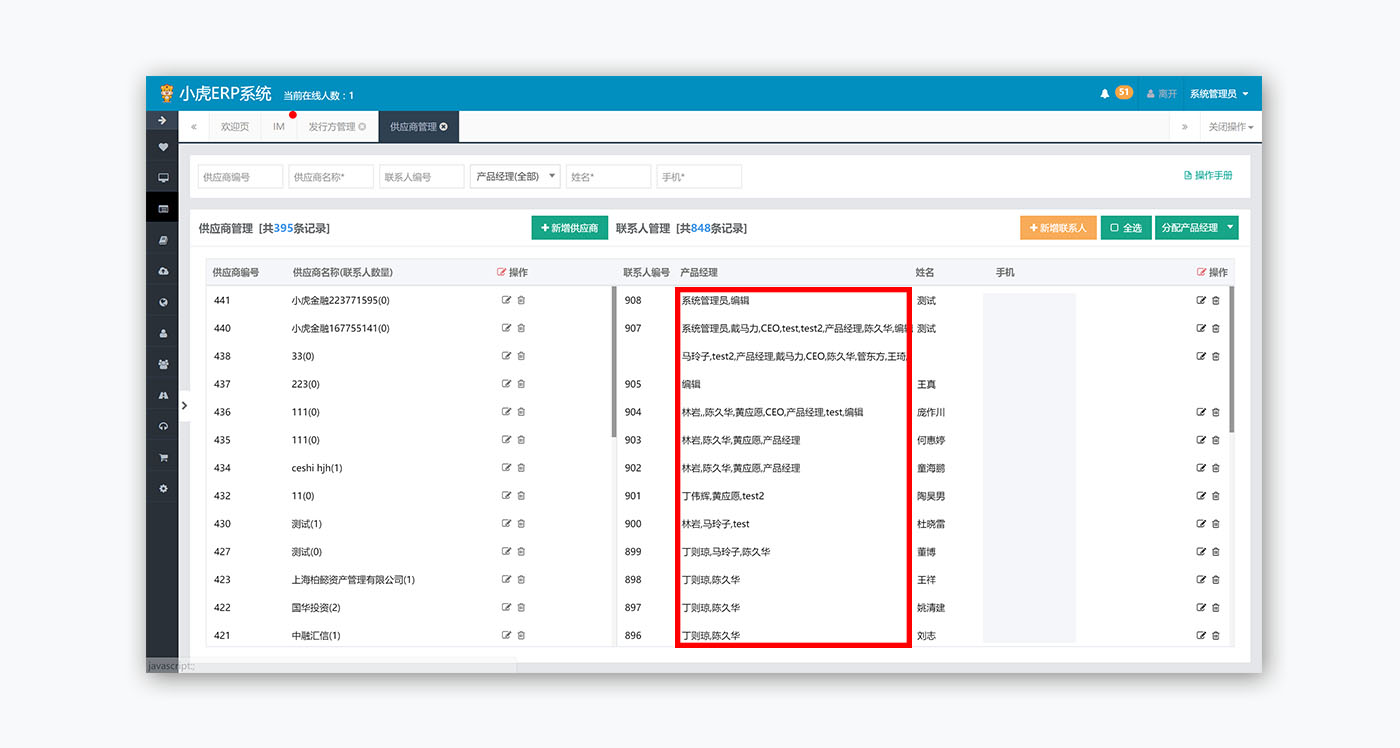 小虎ERP系统 当前在线人数：1 51 离开 系统管理员
« 欢迎页 IM 发行方管理 供应商管理 » 关闭操作
供应商编号 供应商名称* 联系人编号 产品经理(全部) 姓名* 手机* 操作手册
供应商管理 [共395条记录] +新增供应商 联系人管理 [共848条记录] +新增联系人 全选 分配产品经理
供应商编号 供应商名称(联系人数量) 操作 联系人编号 产品经理 姓名 手机 操作
441 小虎金融223771595(0) 908 系统管理员,编辑 测试
440 小虎金融167755141(0) 907 系统管理员,戴马力,CEO,test,test2,产品经理,陈久华,编辑 测试
438 33(0) 马玲子,test2,产品经理,戴马力,CEO,陈久华,管东方,王琦,
437 223(0) 905 编辑 王真
436 111(0) 904 林岩,,陈久华,黄应愿,CEO,产品经理,test,编辑 庞作川
435 111(0) 903 林岩,陈久华,黄应愿,产品经理 何惠婷
434 ceshi hjh(1) 902 林岩,陈久华,黄应愿,产品经理 童海鹏
432 11(0) 901 丁伟辉,黄应愿,test2 陶吴男
430 测试(1) 900 林岩,马玲子,test 杜晓雷
427 测试(0) 899 丁则琼,马玲子,陈久华 董博
423 上海柏懿资产管理有限公司(1) 898 丁则琼,陈久华 王祥
422 国华投资(2) 897 丁则琼,陈久华 姚清建
421 中融汇信(1) 896 丁则琼,陈久华 刘志
javascript:;